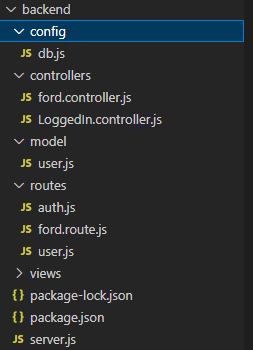 backend
config
JS db.js
controllers
JS ford.controller.js
JS LoggedIn.controller.js
model
JS user.js
routes
JS auth.js
JS ford.route.js
JS user.js
views
{} package-lock.json
{} package.json
JS server.js